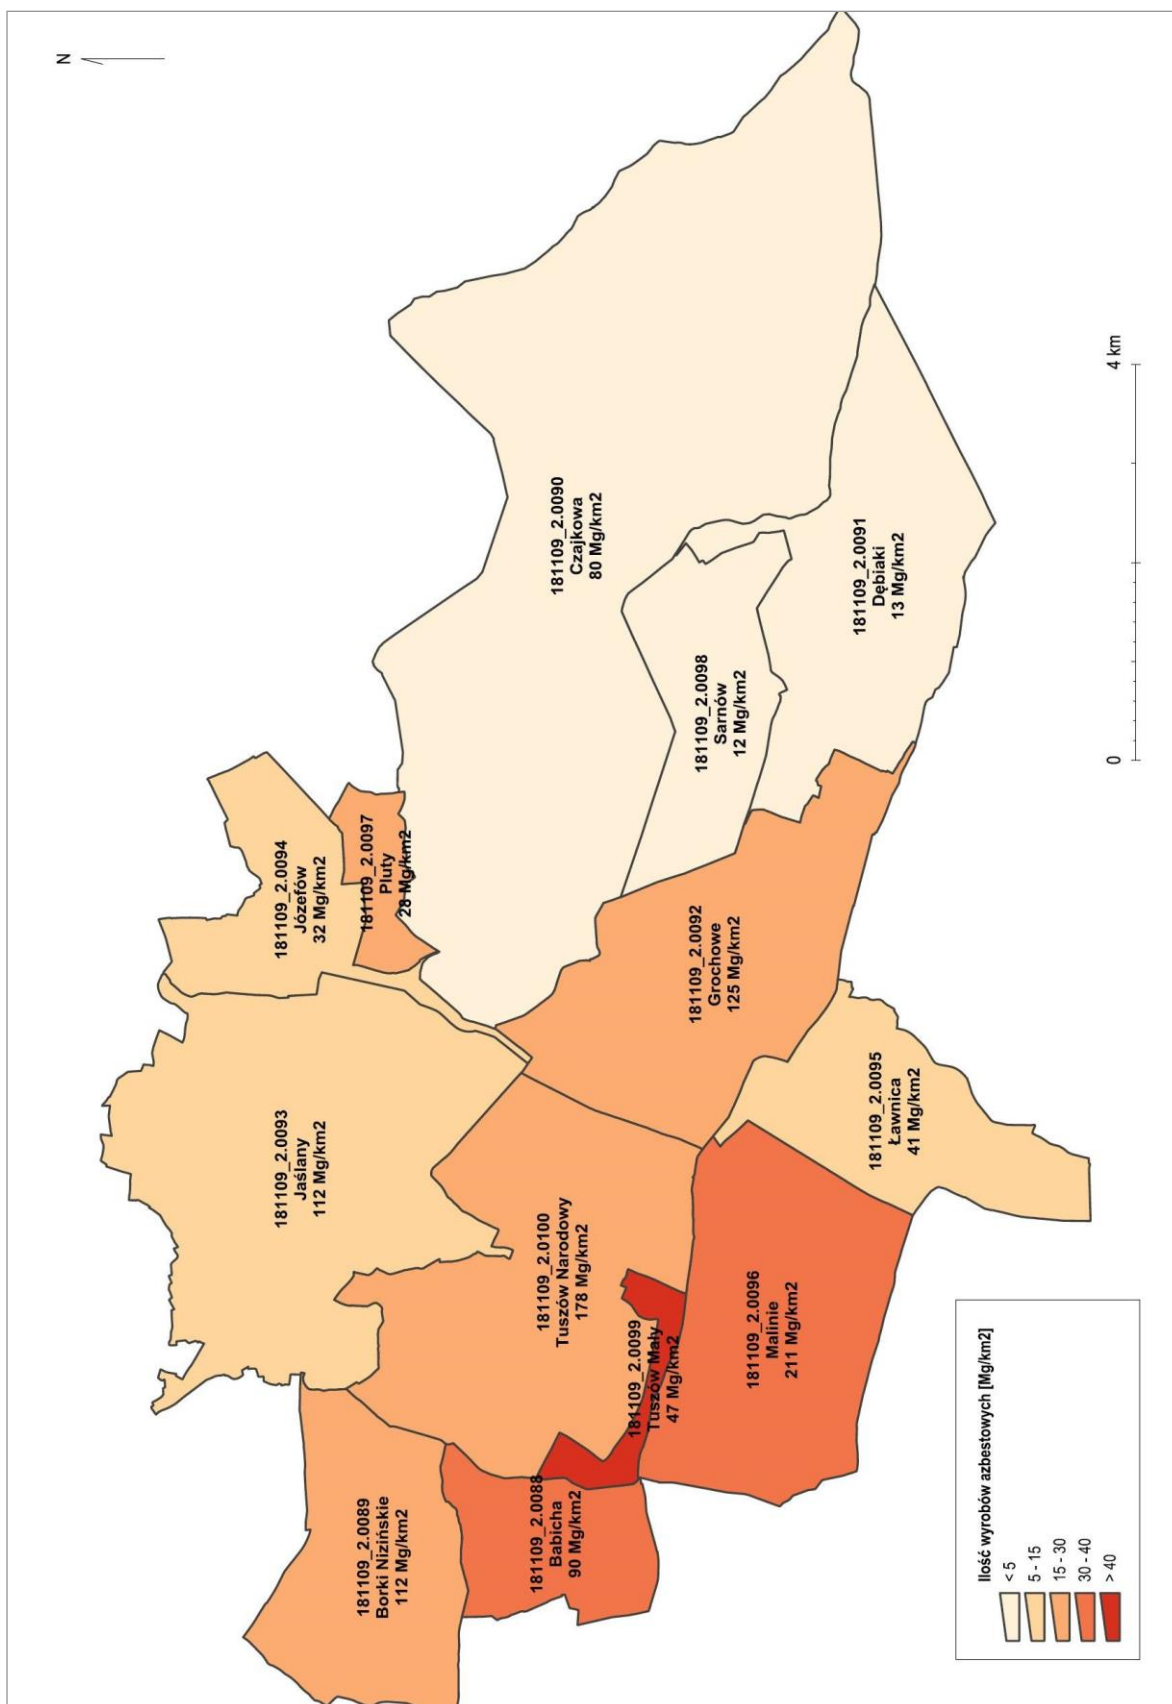 N
181109_2.0094
Józefów
32 Mg/km2
181109_2.0097
Pluty
28 Mg/km2
181109_2.0093
Jaślany
112 Mg/km2
181109_2.0090
Czajkowa
80 Mg/km2
181109_2.0089
Borki Nizińskie
112 Mg/km2
181109_2.0100
Tuszów Narodowy
178 Mg/km2
181109_2.0088
Babicha
90 Mg/km2
181109_2.0099
Tuszów Mały
47 Mg/km2
181109_2.0092
Grochowe
125 Mg/km2
181109_2.0098
Sarnów
12 Mg/km2
181109_2.0096
Malinie
211 Mg/km2
181109_2.0095
Ławnica
41 Mg/km2
181109_2.0091
Dębiaki
13 Mg/km2
Ilość wyrobów azbestowych [Mg/km2]
< 5
5 - 15
15 - 30
30 - 40
> 40
0 4 km